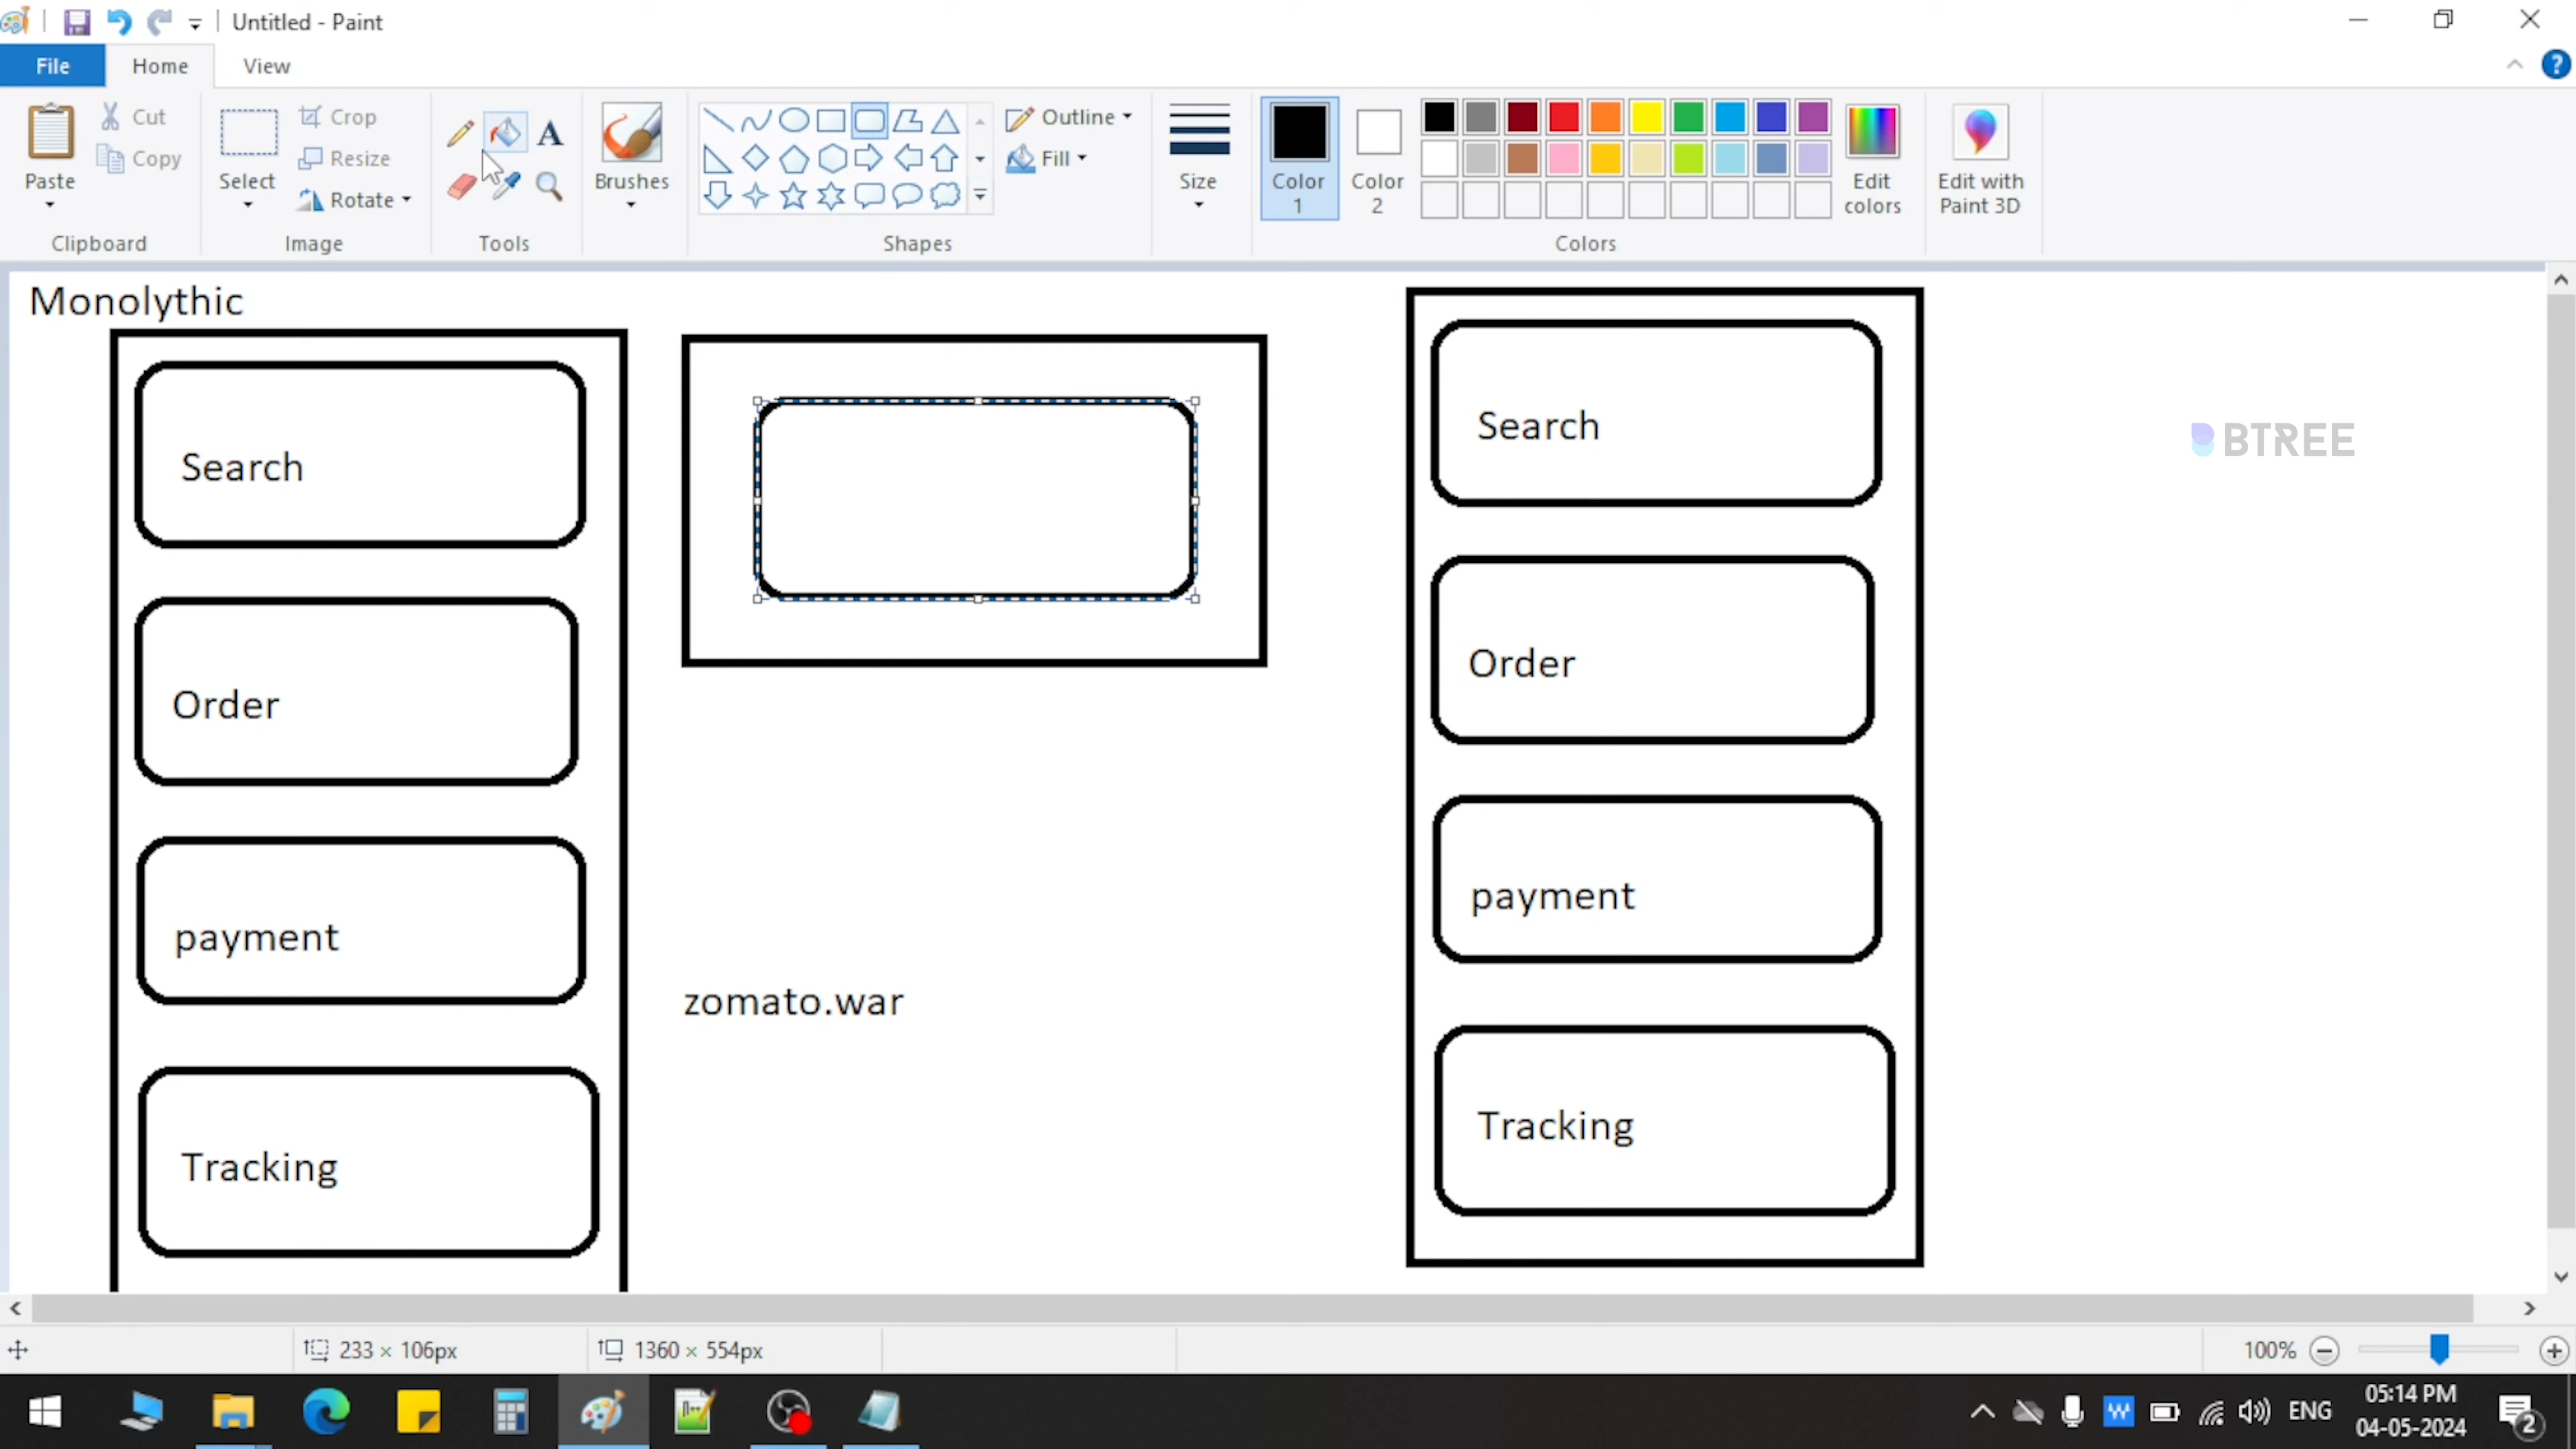 Untitled - Paint
File
Home
View
Paste
Cut
Copy
Clipboard
Select
Crop
Resize
Rotate
Image
A
Tools
Brushes
Shapes
Outline
Fill
Size
Color
1
Color
2
Edit
colors
Colors
Edit with
Paint 3D
Monolythic
Search
Order
payment
Tracking
zomato.war
Search
Order
payment
Tracking
BTREE
233 × 106px
1360 × 554px
100%
ENG
05:14 PM
04-05-2024
2